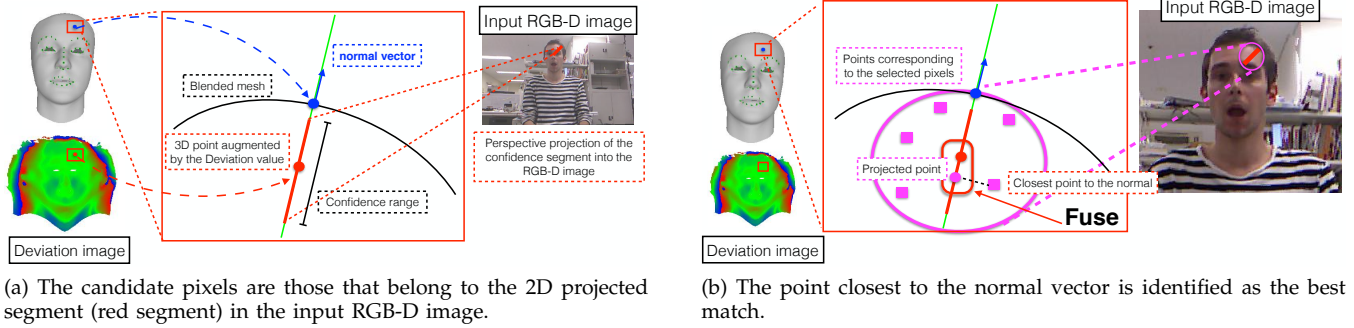 Input RGB-D image
normal vector
Blended mesh
3D point augmented
by the Deviation value
Perspective projection of the
confidence segment into the
RGB-D image
Confidence range
Deviation image
(a) The candidate pixels are those that belong to the 2D projected
segment (red segment) in the input RGB-D image.
Input RGB-D image
Points corresponding
to the selected pixels
Projected point
Closest point to the normal
Fuse
Deviation image
(b) The point closest to the normal vector is identified as the best
match.